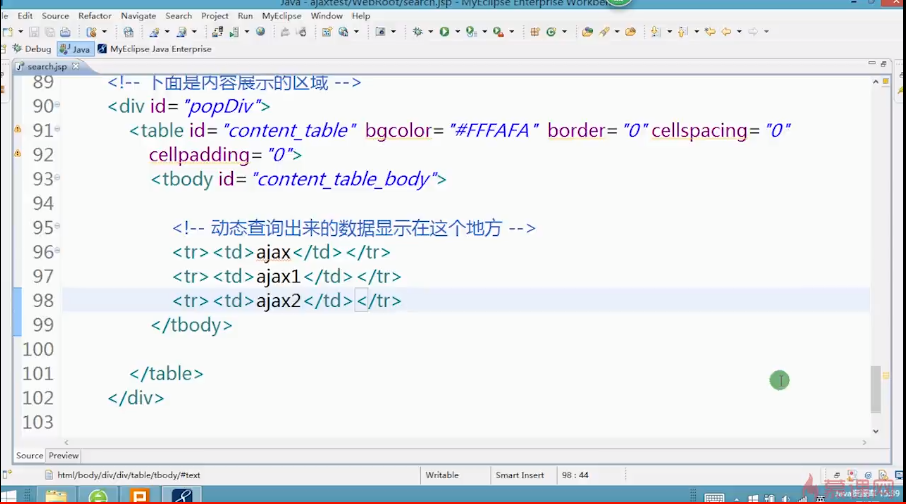 Java - ajaxtest/WebRoot/search.jsp - MyEclipse Enterprise Workben
Edit Source Refactor Navigate Search Project Run MyEclipse Window Help
Debug Java MyEclipse Java Enterprise
search.jsp
89 <!-- 下面是内容展示的区域 -->
90 <div id="popDiv">
91 <table id="content_table" bgcolor="#FFFAFA" border="0" cellspacing="0"
92 cellpadding="0">
93 <tbody id="content_table_body">
94
95 <!-- 动态查询出来的数据显示在这个地方 -->
96 <tr><td>ajax</td></tr>
97 <tr><td>ajax1</td></tr>
98 <tr><td>ajax2</td></tr>
99 </tbody>
100
101 </table>
102 </div>
103
Source Preview
html/body/div/div/table/tbody/#text Writable Smart Insert 98 : 44
慕课网